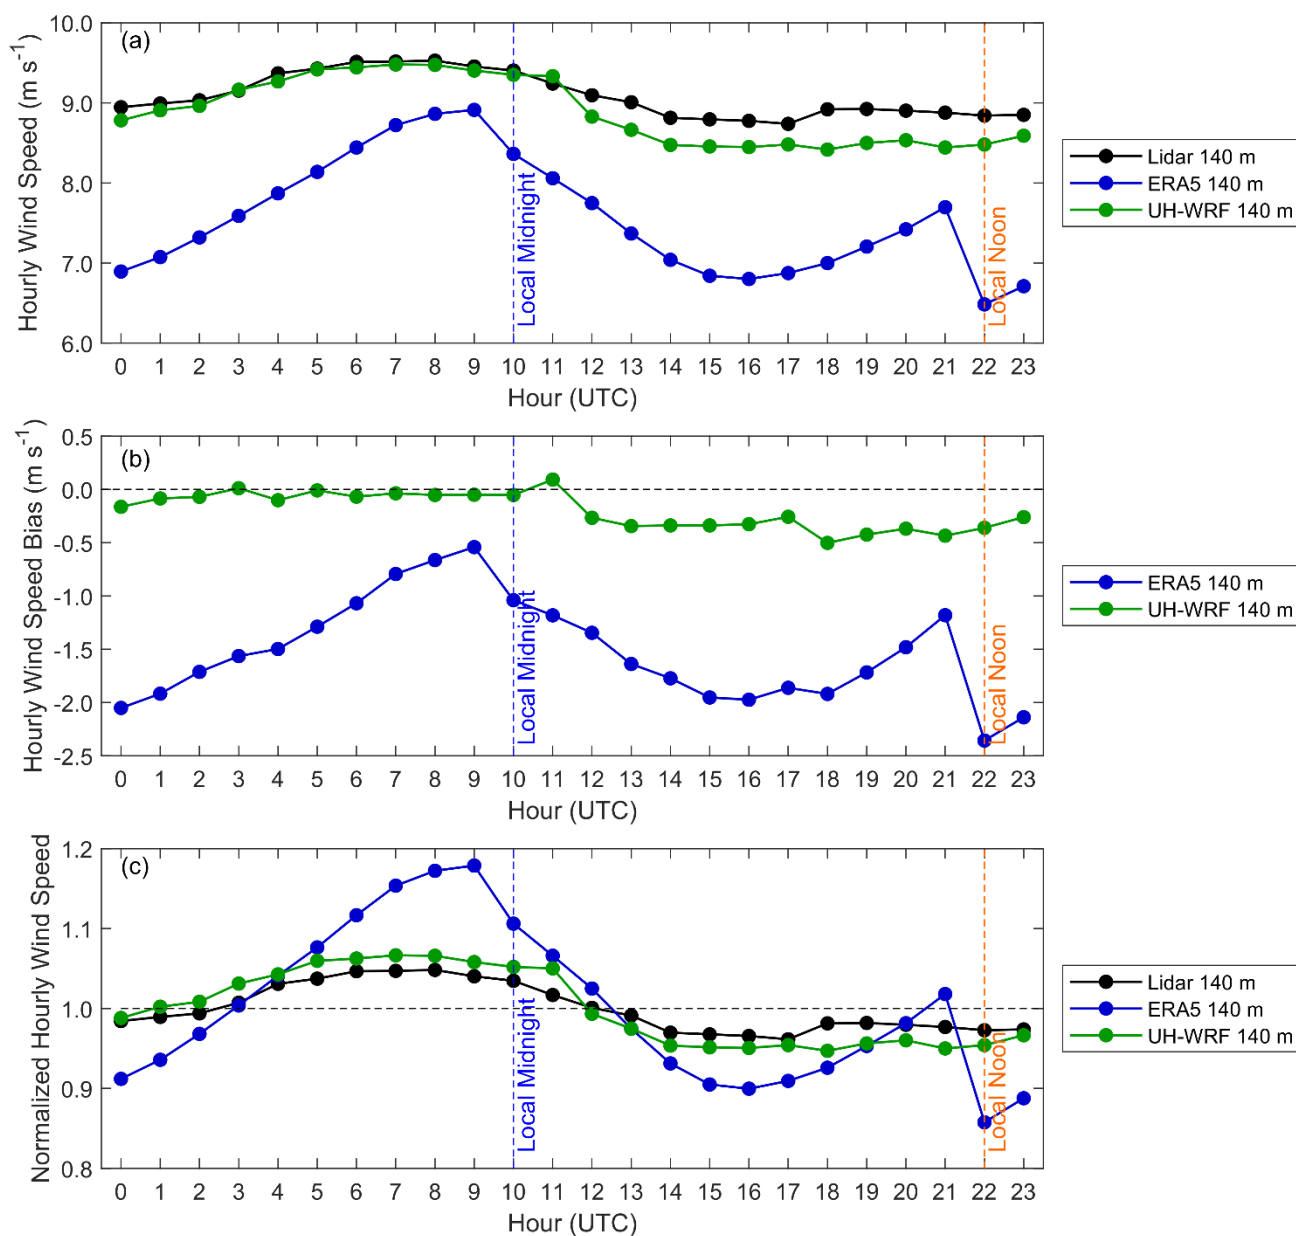 (a)
Hourly Wind Speed (m s⁻¹)
10.0
9.0
8.0
7.0
6.0
Local Midnight
Local Noon
0 1 2 3 4 5 6 7 8 9 10 11 12 13 14 15 16 17 18 19 20 21 22 23
Hour (UTC)
Lidar 140 m
ERA5 140 m
UH-WRF 140 m
(b)
Hourly Wind Speed Bias (m s⁻¹)
0.5
0.0
-0.5
-1.0
-1.5
-2.0
-2.5
Local Midnight
Local Noon
0 1 2 3 4 5 6 7 8 9 10 11 12 13 14 15 16 17 18 19 20 21 22 23
Hour (UTC)
ERA5 140 m
UH-WRF 140 m
(c)
Normalized Hourly Wind Speed
1.2
1.1
1.0
0.9
0.8
Local Midnight
Local Noon
0 1 2 3 4 5 6 7 8 9 10 11 12 13 14 15 16 17 18 19 20 21 22 23
Hour (UTC)
Lidar 140 m
ERA5 140 m
UH-WRF 140 m